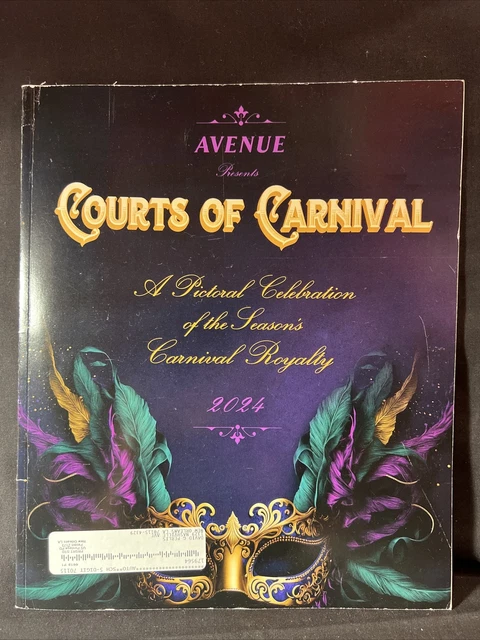 AVENUE
Presents
COURTS OF CARNIVAL
A Pictoral Celebration
of the Season's
Carnival Royalty
2024